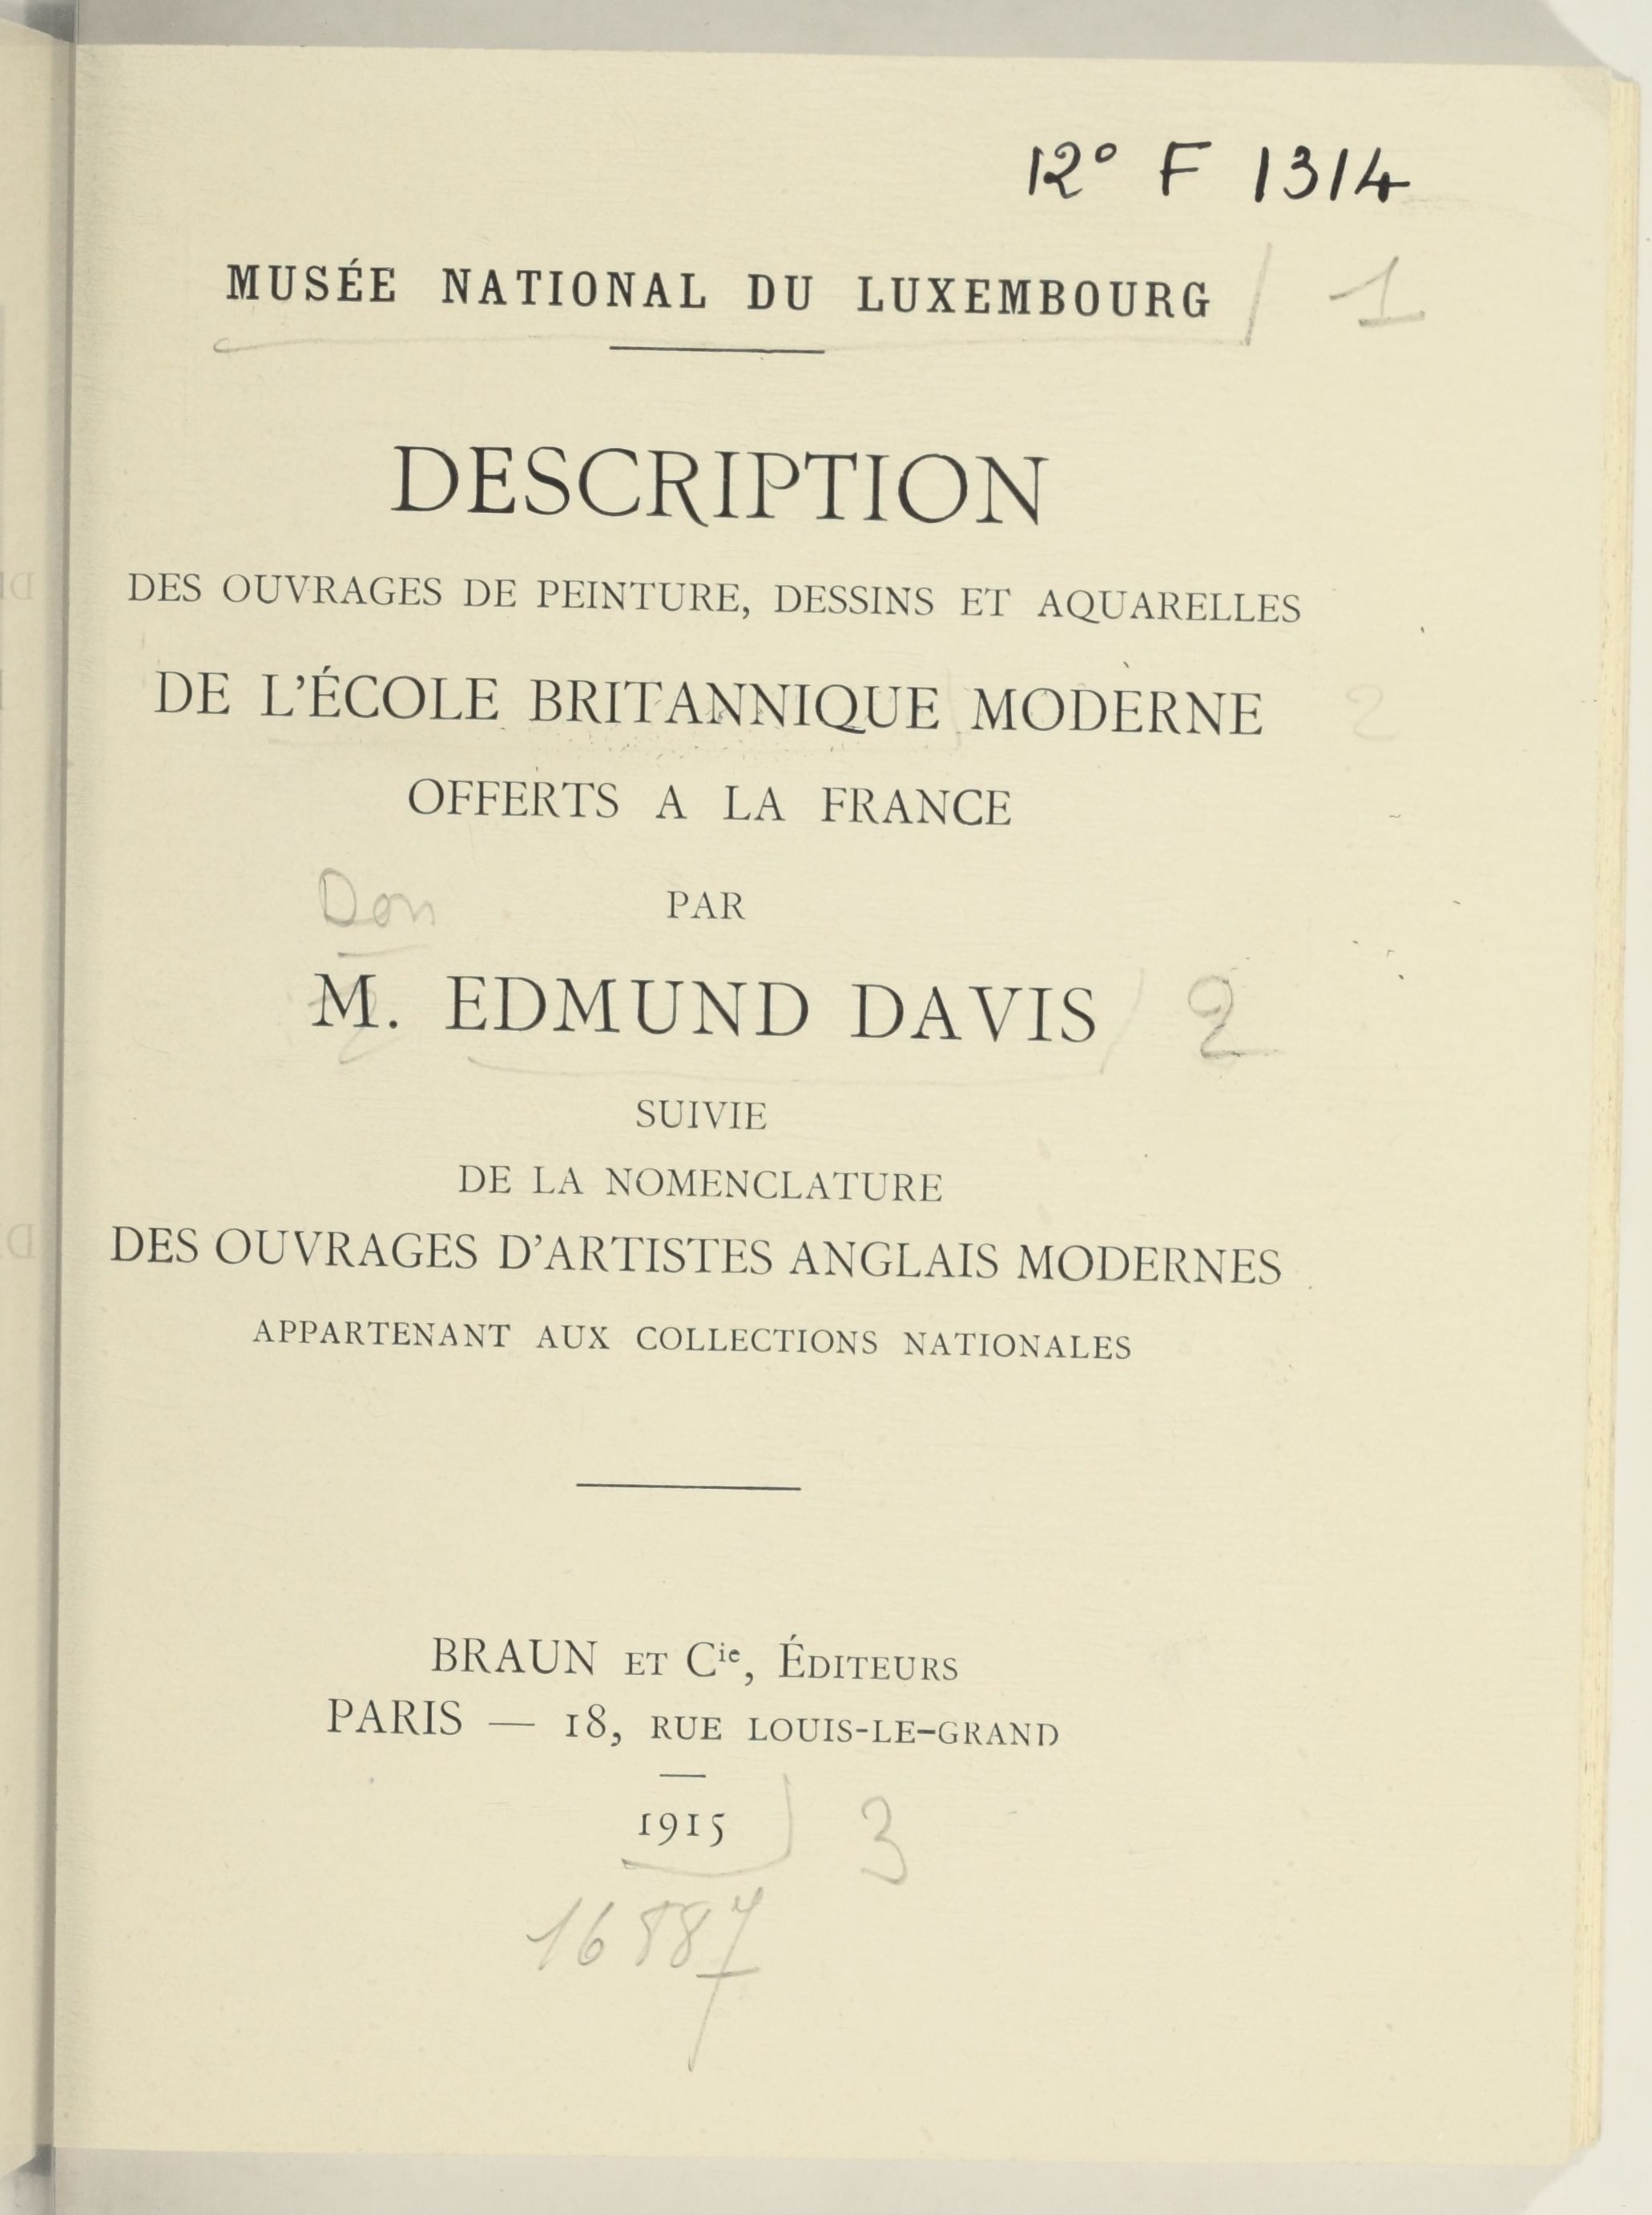 12° F 1314
MUSÉE NATIONAL DU LUXEMBOURG / 1
DESCRIPTION
DES OUVRAGES DE PEINTURE, DESSINS ET AQUARELLES
DE L'ÉCOLE BRITANNIQUE MODERNE 2
OFFERTS A LA FRANCE
Don PAR
M. EDMUND DAVIS / 2
SUIVIE
DE LA NOMENCLATURE
DES OUVRAGES D'ARTISTES ANGLAIS MODERNES
APPARTENANT AUX COLLECTIONS NATIONALES
BRAUN ET Cie, ÉDITEURS
PARIS — 18, RUE LOUIS-LE-GRAND
1915 3
16887